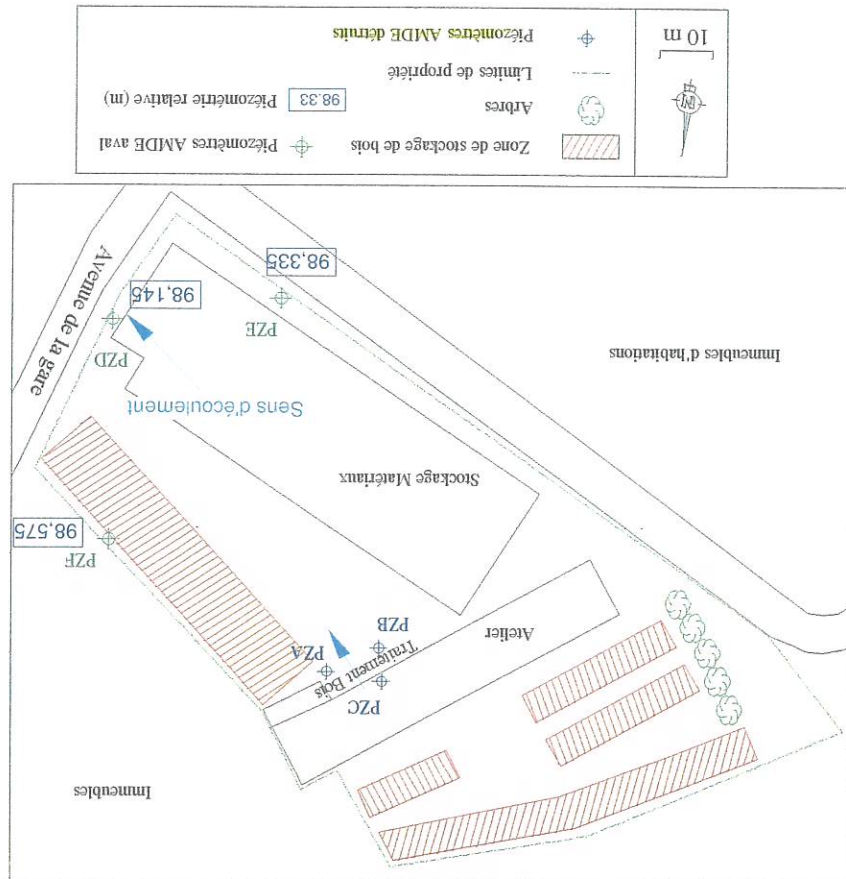 Immeubles
PZC
PZA
Traitement Bois
PZB
Atelier
PZF
98,575
Stockage Matériaux
Sens d'écoulement
Immeubles d'habitations
PZD
98,145
PZE
98,335
Avenue de la gare
N
10 m
Zone de stockage de bois
Piézomètres AMDE aval
Arbres
98.33 Piézométrie relative (m)
Limites de propriété
Piézomètres AMDE détruits